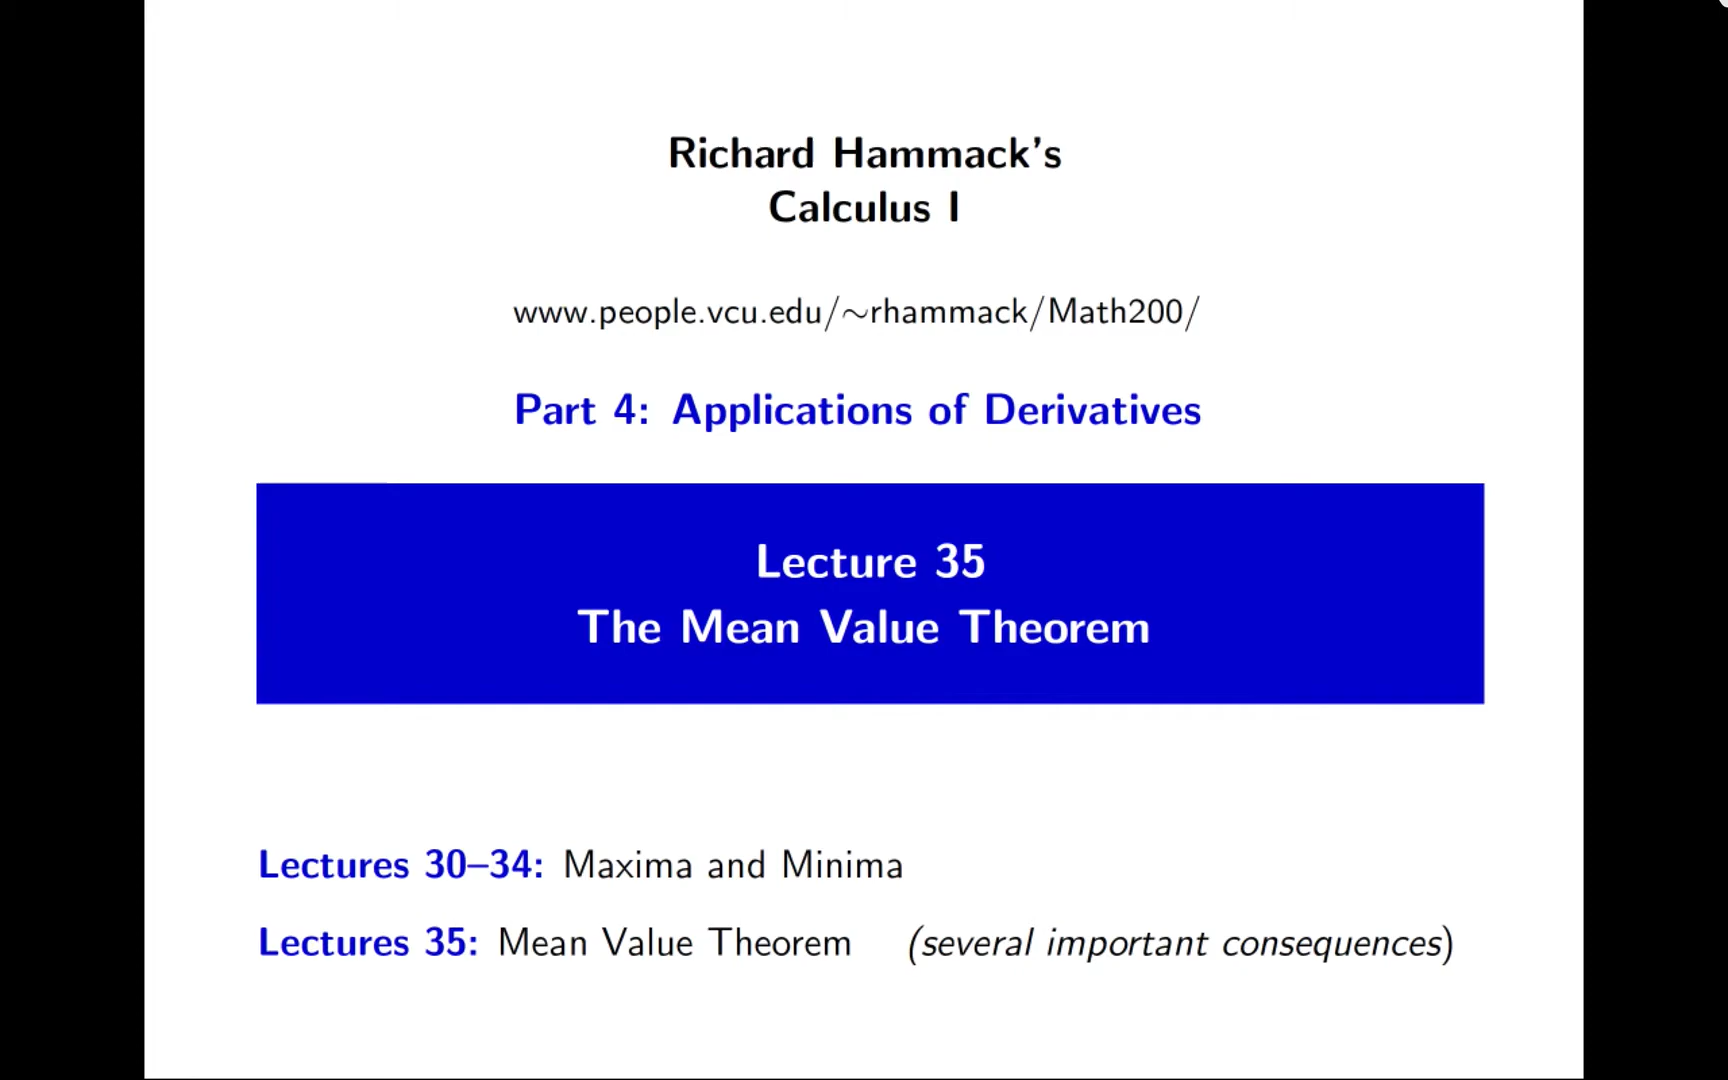 Richard Hammack's
Calculus I
www.people.vcu.edu/~rhammack/Math200/
Part 4: Applications of Derivatives
Lecture 35
The Mean Value Theorem
Lectures 30–34: Maxima and Minima
Lectures 35: Mean Value Theorem (several important consequences)